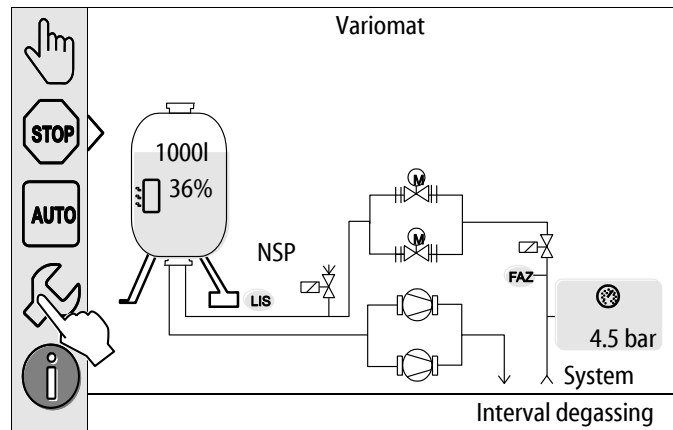 Variomat
STOP
1000l
36%
AUTO
M
M
NSP
LIS
FAZ
4.5 bar
System
Interval degassing